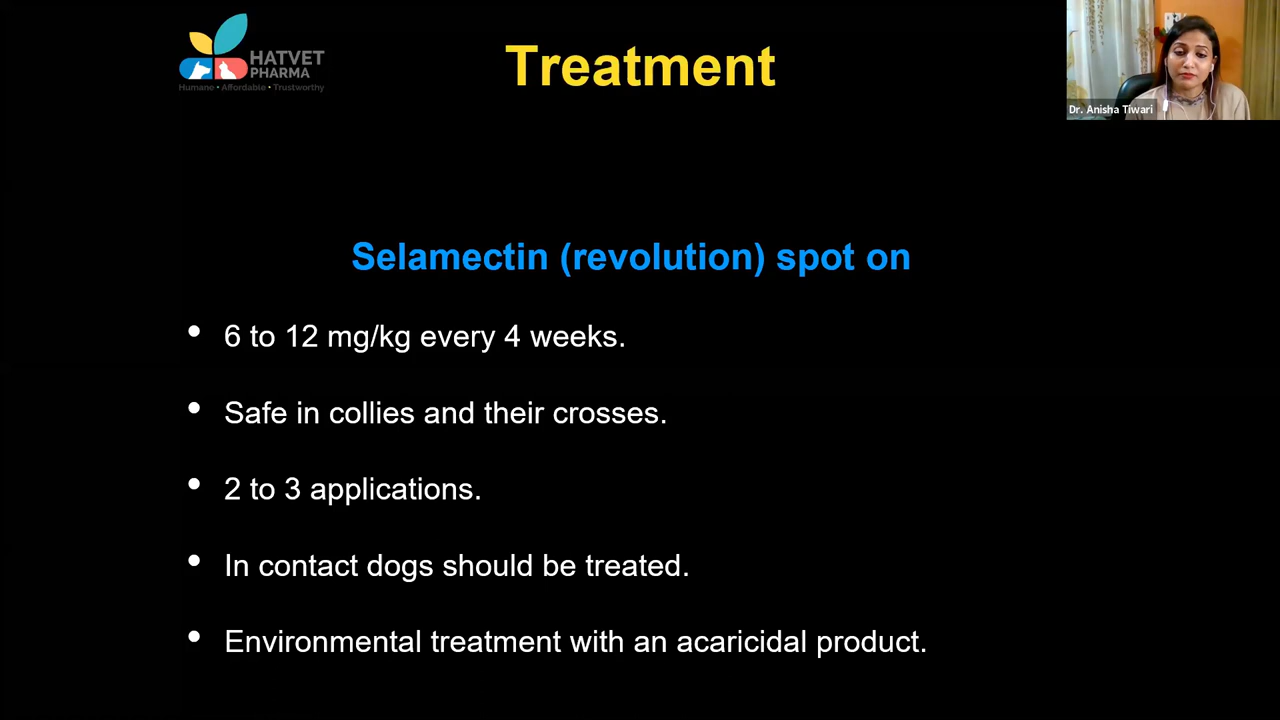 HATVET
PHARMA
Humane • Affordable • Trustworthy
Treatment
Dr. Anisha Tiwari
Selamectin (revolution) spot on
• 6 to 12 mg/kg every 4 weeks.
• Safe in collies and their crosses.
• 2 to 3 applications.
• In contact dogs should be treated.
• Environmental treatment with an acaricidal product.